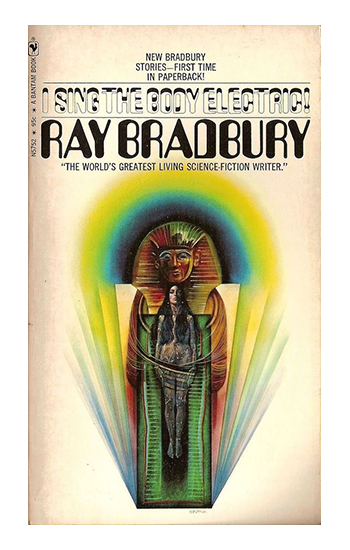 NEW BRADBURY
STORIES—FIRST TIME
IN PAPERBACK!
I SING THE BODY ELECTRIC!
RAY BRADBURY
"THE WORLD'S GREATEST LIVING SCIENCE-FICTION WRITER."
N5752 * 95c * A BANTAM BOOK